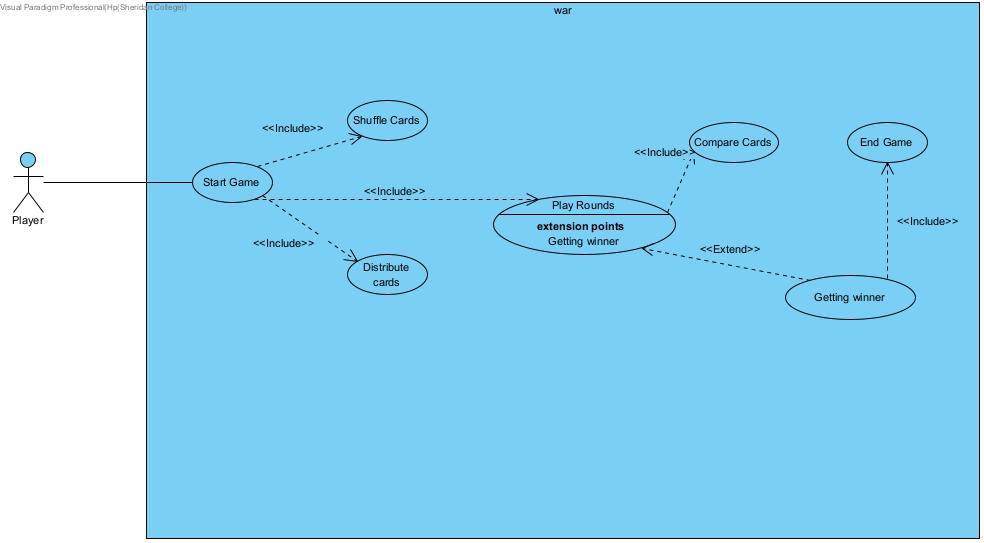 Visual Paradigm Professional(Hp(Sheridan College))
war
Shuffle Cards
<<Include>>
Compare Cards
End Game
<<Include>>
Start Game
<<Include>>
Play Rounds
Player
extension points
<<Include>>
Getting winner
<<Include>>
<<Extend>>
Distribute
cards
Getting winner